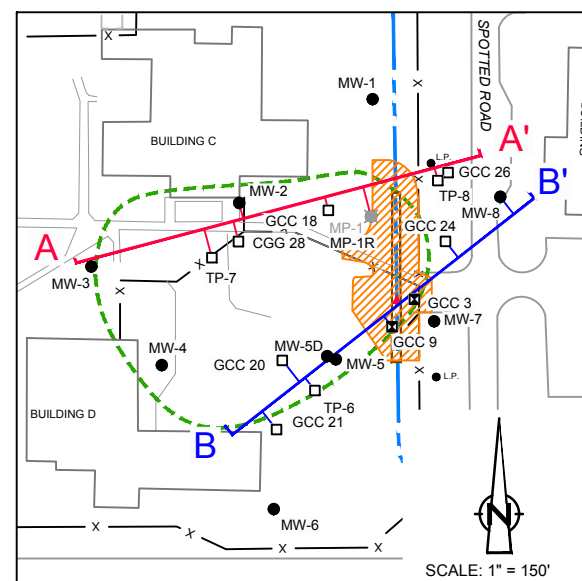 X
X
SPOTTED ROAD
MW-1
X
BUILDING C
L.P.
A'
GCC 26
TP-8
B'
MW-2
MW-8
GCC 18
MP-1
GCC 24
A
CGG 28
MP-1R
X
TP-7
MW-3
X
X
X
GCC 3
MW-7
GCC 9
MW-5D
MW-4
GCC 20
MW-5
X
L.P.
TP-6
BUILDING D
B
GCC 21
MW-6
N
X
X
X
X
X
SCALE: 1" = 150'